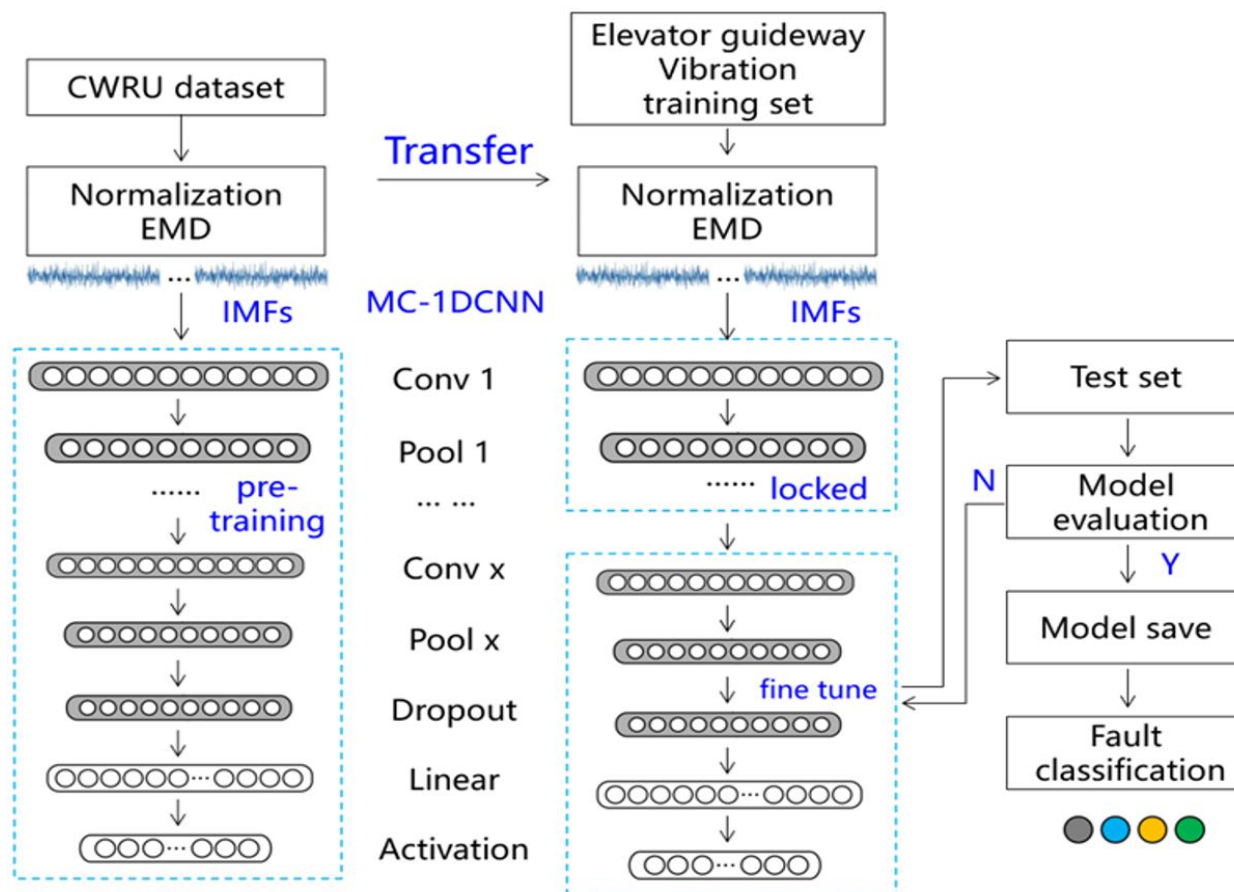 CWRU dataset
Normalization
EMD
...
IMFs
pre-
training
......
Transfer
MC-1DCNN
Conv 1
Pool 1
... ...
Conv x
Pool x
Dropout
Linear
Activation
Elevator guideway
Vibration
training set
Normalization
EMD
...
IMFs
...... locked
fine tune
Test set
N
Model
evaluation
Y
Model save
Fault
classification